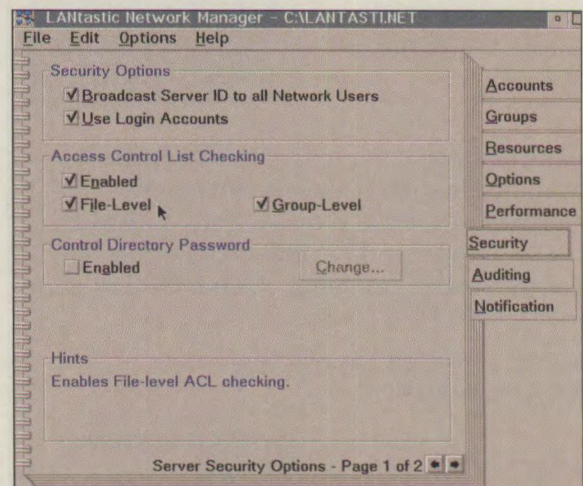 LANtastic Network Manager - C:\LANTASTI.NET
File Edit Options Help
Security Options
Broadcast Server ID to all Network Users
Use Login Accounts
Access Control List Checking
Enabled
File-Level Group-Level
Control Directory Password
Enabled Change...
Hints
Enables File-level ACL checking.
Server Security Options - Page 1 of 2
Accounts
Groups
Resources
Options
Performance
Security
Auditing
Notification